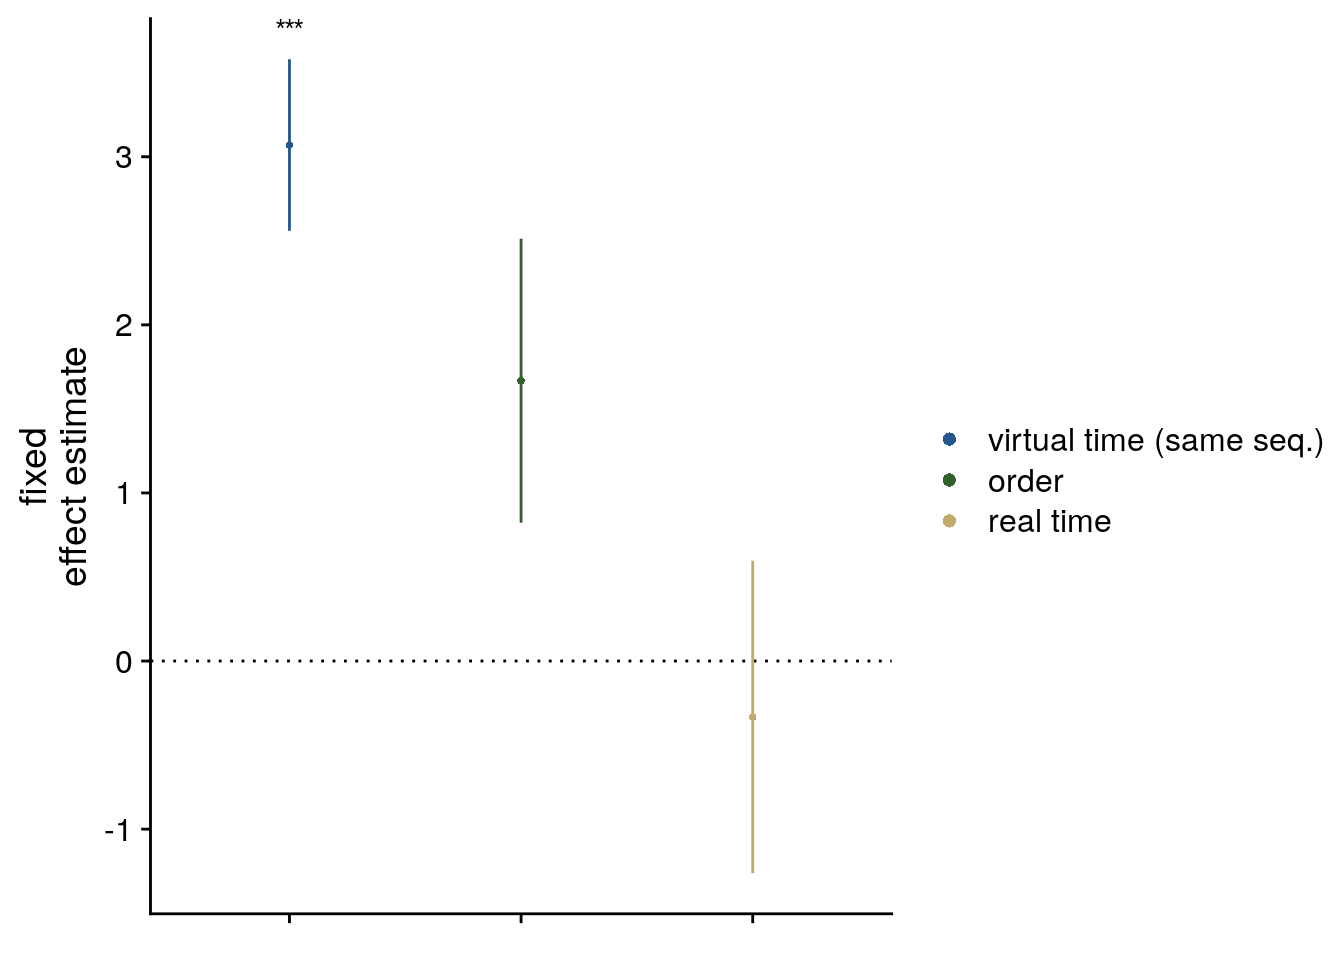 ***
3
2
1
0
-1
fixed
effect estimate
virtual time (same seq.)
order
real time